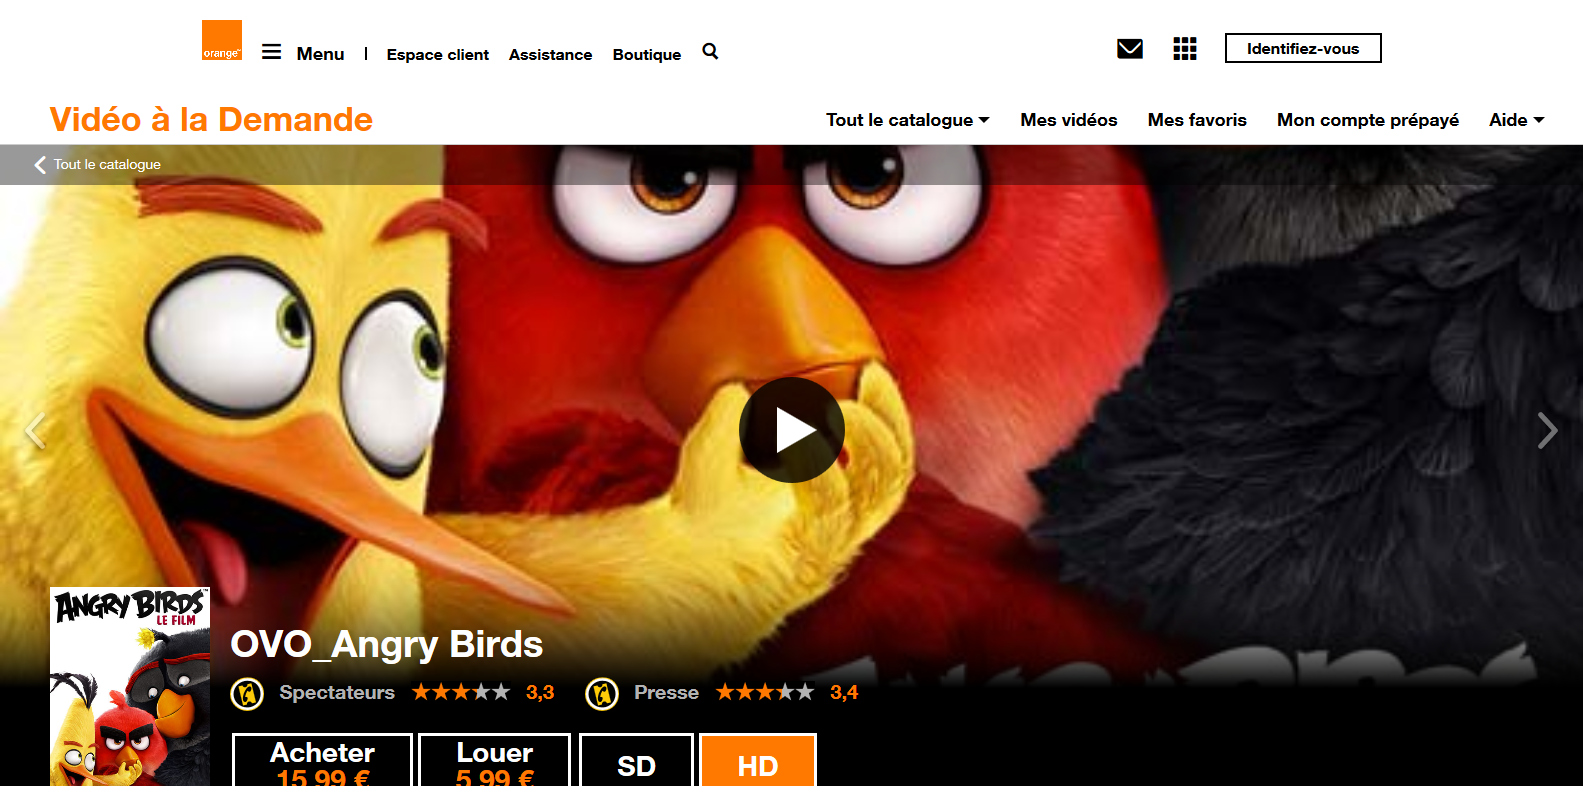 orange™
Menu | Espace client Assistance Boutique
Identifiez-vous
Vidéo à la Demande
Tout le catalogue Mes vidéos Mes favoris Mon compte prépayé Aide
Tout le catalogue
ANGRY BIRDS™
LE FILM
OVO_Angry Birds
Spectateurs 3,3 Presse 3,4
Acheter Louer SD HD
15,99 € 5,99 €